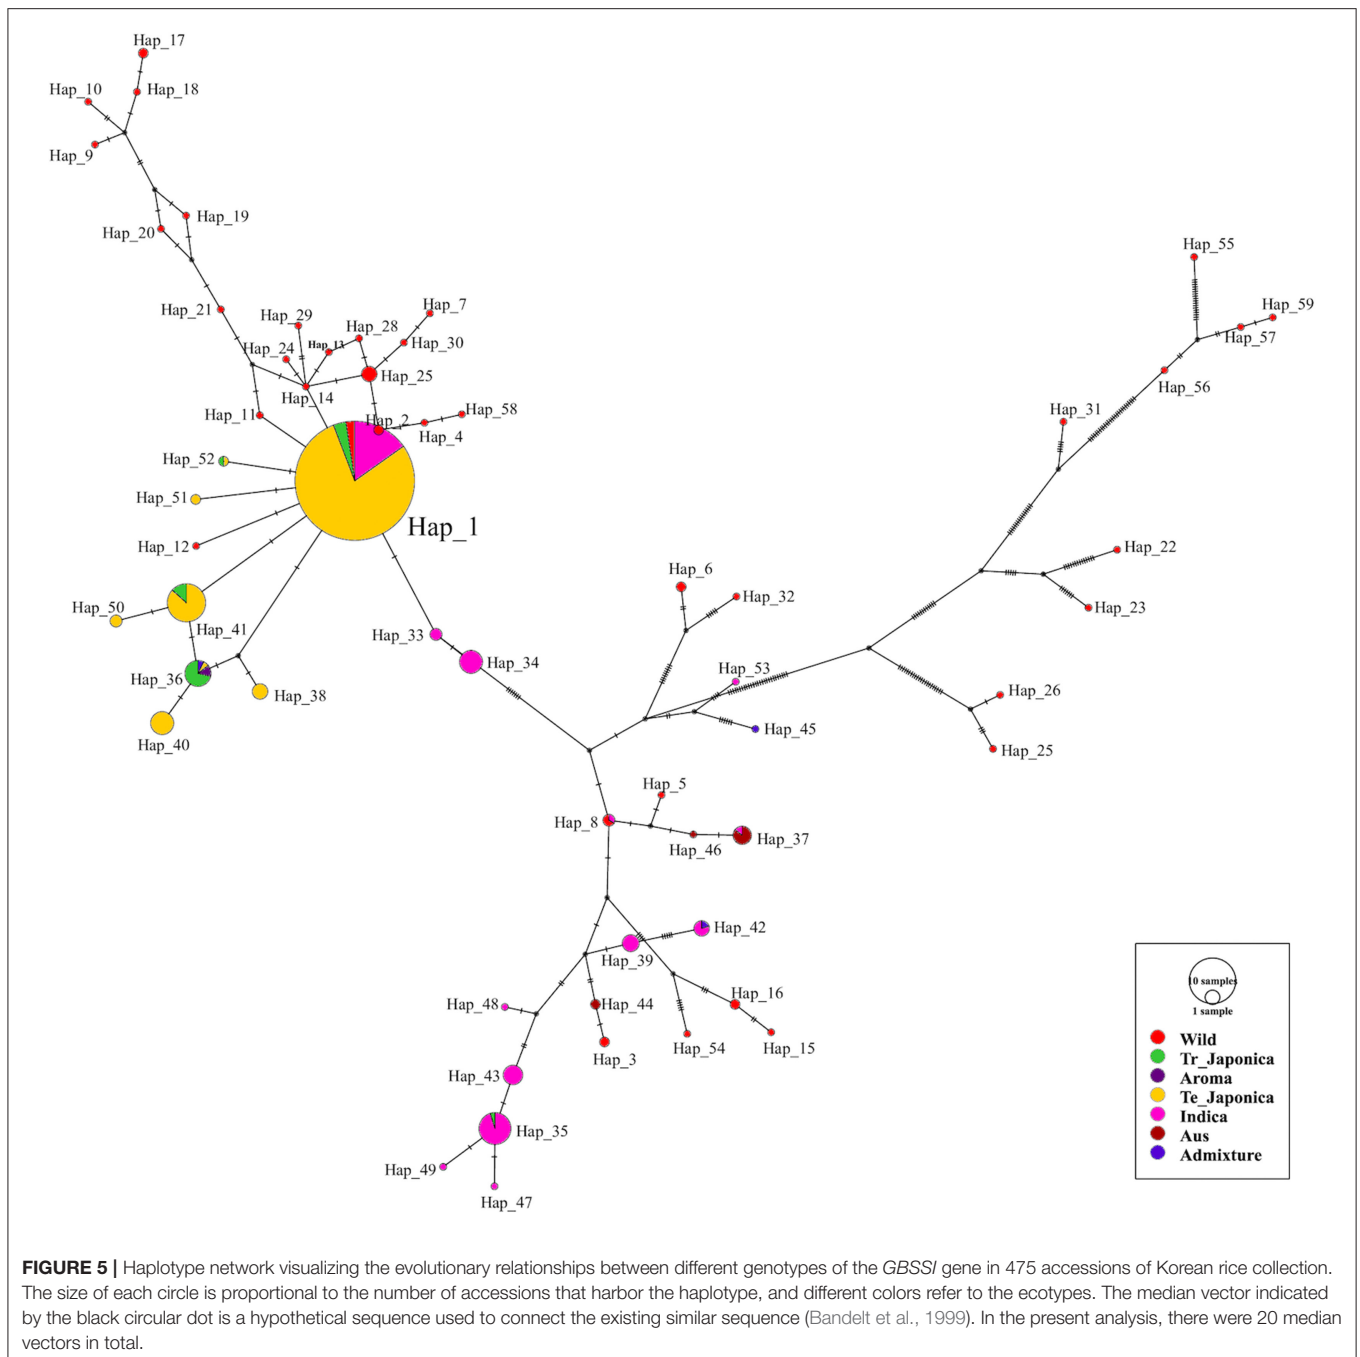 Hap_17
Hap_10
Hap_18
Hap_9
Hap_19
Hap_20
Hap_21
Hap_29
Hap_7
Hap_28
Hap_24
Hap_13
Hap_30
Hap_25
Hap_14
Hap_11
Hap_2
Hap_58
Hap_4
Hap_52
Hap_51
Hap_1
Hap_12
Hap_50
Hap_41
Hap_36
Hap_38
Hap_40
Hap_33
Hap_34
Hap_6
Hap_32
Hap_53
Hap_45
Hap_55
Hap_59
Hap_57
Hap_56
Hap_31
Hap_22
Hap_23
Hap_26
Hap_25
Hap_5
Hap_8
Hap_46
Hap_37
Hap_42
Hap_39
Hap_48
Hap_44
Hap_16
Hap_3
Hap_54
Hap_15
Hap_43
Hap_35
Hap_49
Hap_47
10 samples
1 sample
Wild
Tr_Japonica
Aroma
Te_Japonica
Indica
Aus
Admixture
FIGURE 5 | Haplotype network visualizing the evolutionary relationships between different genotypes of the GBSSI gene in 475 accessions of Korean rice collection.
The size of each circle is proportional to the number of accessions that harbor the haplotype, and different colors refer to the ecotypes. The median vector indicated
by the black circular dot is a hypothetical sequence used to connect the existing similar sequence (Bandelt et al., 1999). In the present analysis, there were 20 median
vectors in total.